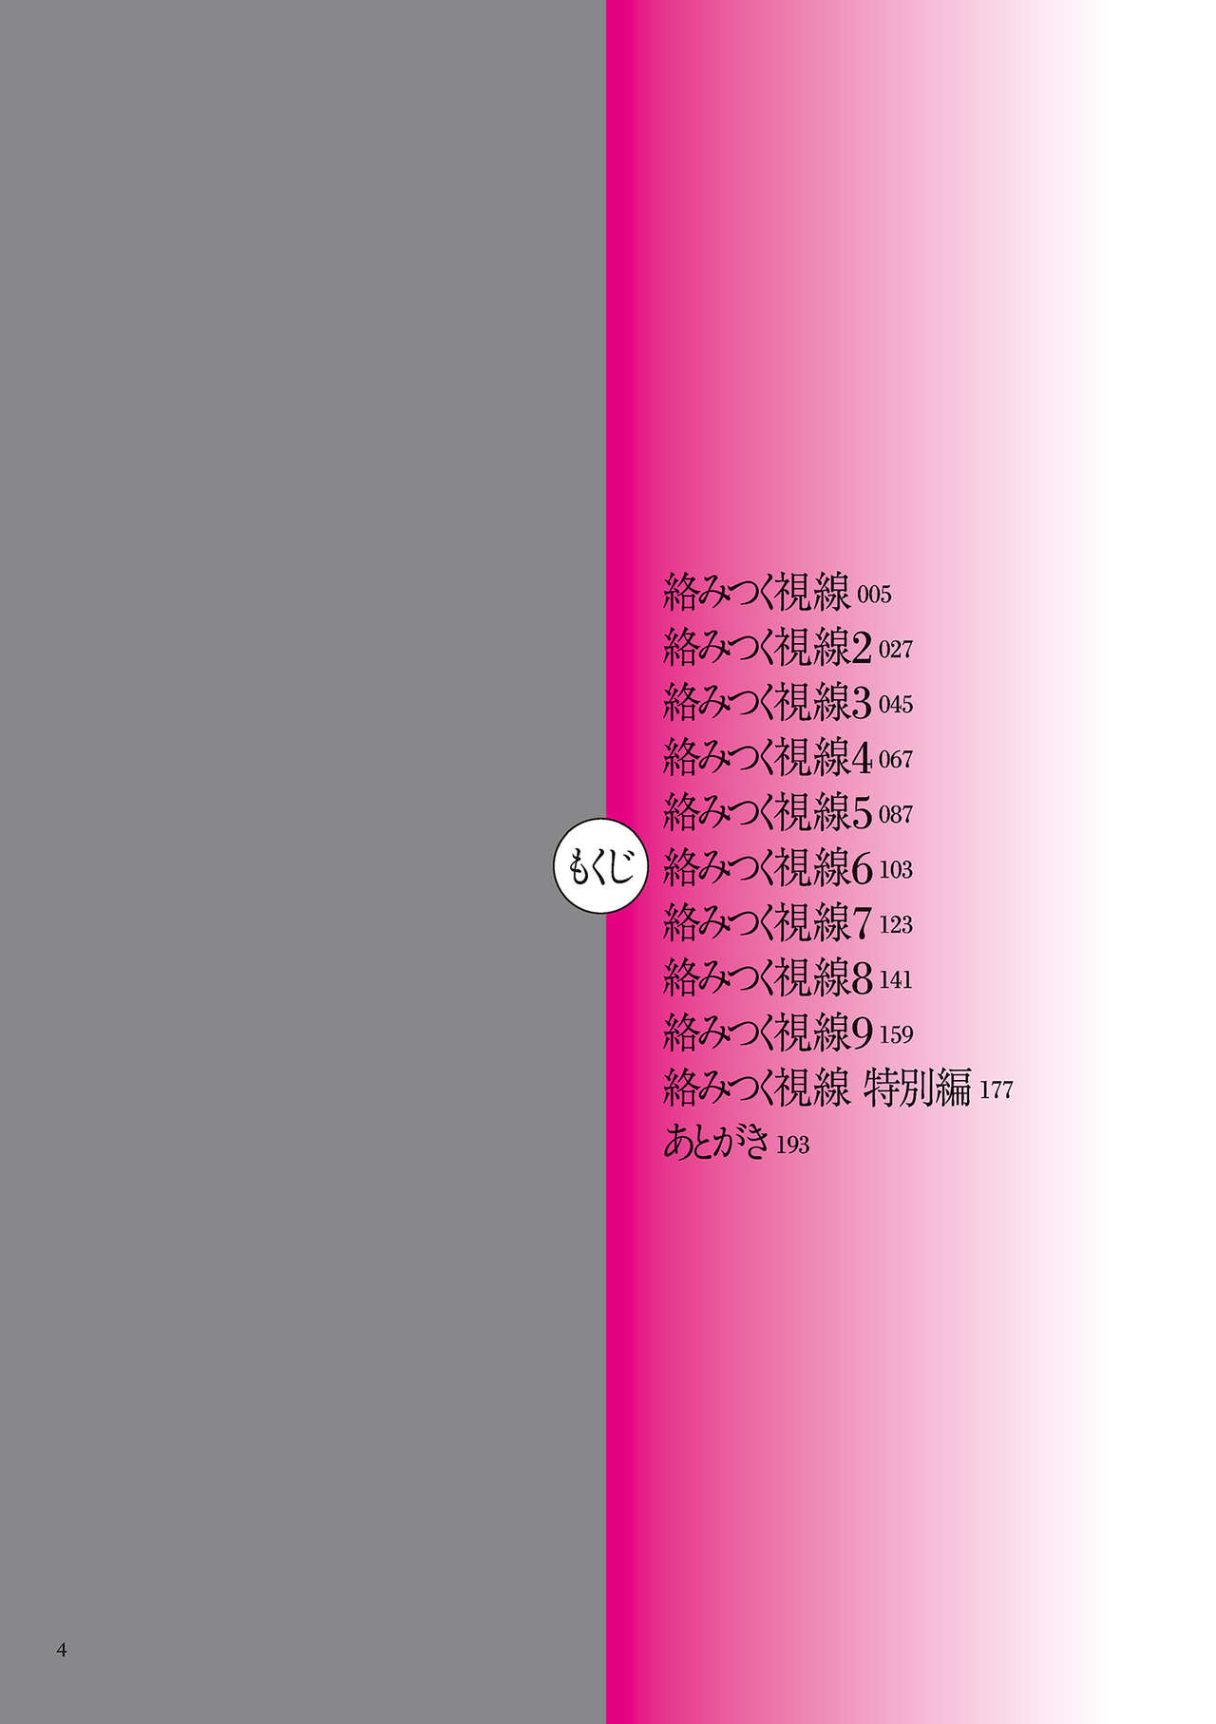 もくじ
絡みつく視線 005
絡みつく視線2 027
絡みつく視線3 045
絡みつく視線4 067
絡みつく視線5 087
絡みつく視線6 103
絡みつく視線7 123
絡みつく視線8 141
絡みつく視線9 159
絡みつく視線 特別編 177
あとがき 193
4